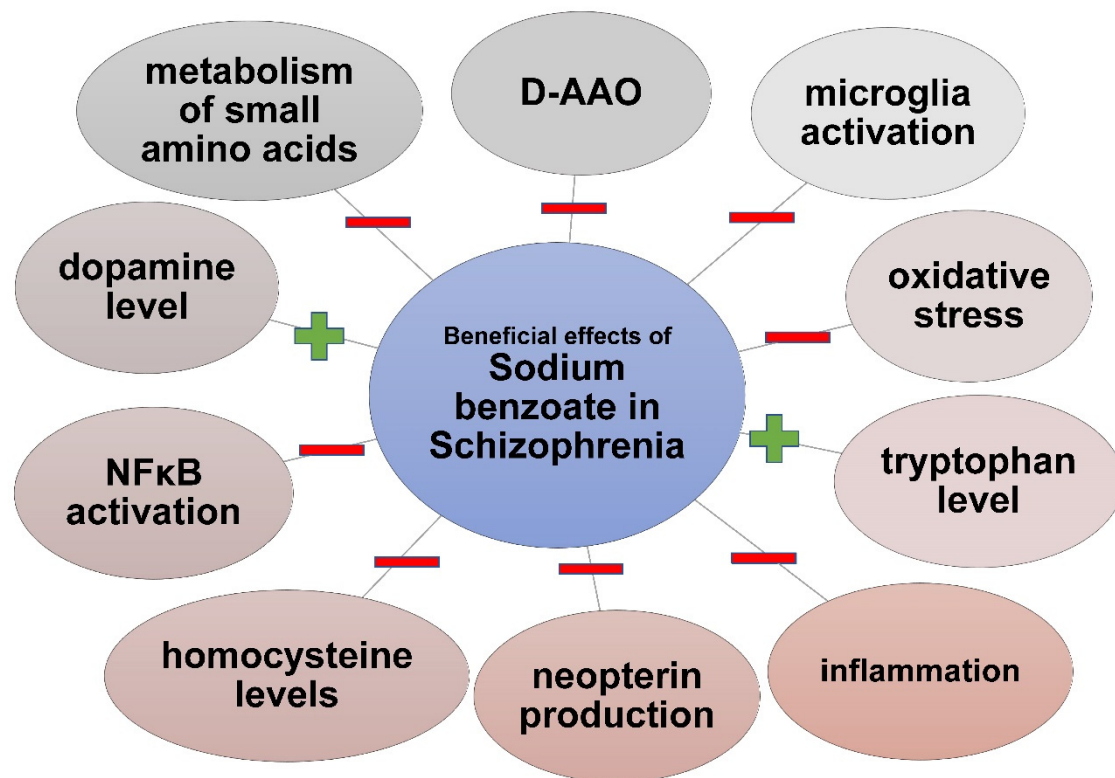 metabolism
of small
amino acids
D-AAO
microglia
activation
dopamine
level
oxidative
stress
Beneficial effects of
Sodium
benzoate in
Schizophrenia
NFκB
activation
tryptophan
level
homocysteine
levels
neopterin
production
inflammation